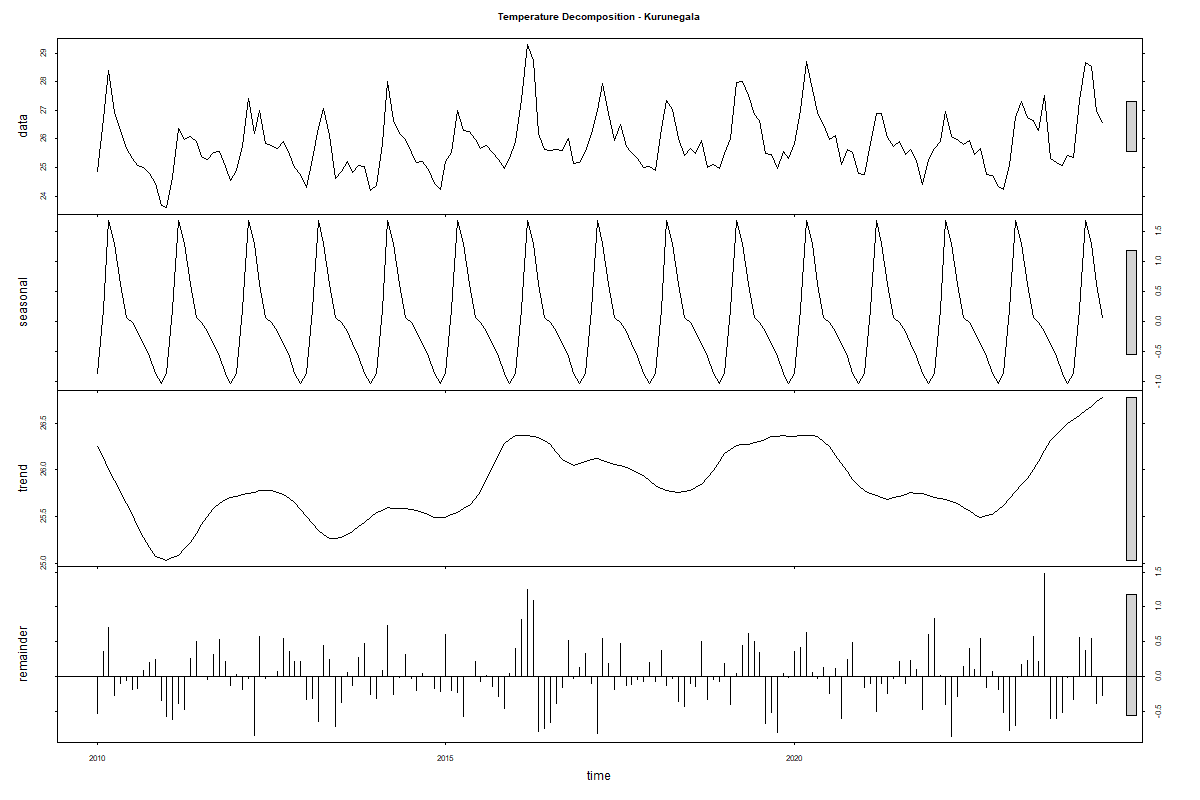 Temperature Decomposition - Kurunegala
data
24 25 26 27 28 29
seasonal
-1.0 -0.5 0.0 0.5 1.0 1.5
trend
25.0 25.5 26.0 26.5
remainder
-0.5 0.0 0.5 1.0 1.5
2010 2015 2020
time